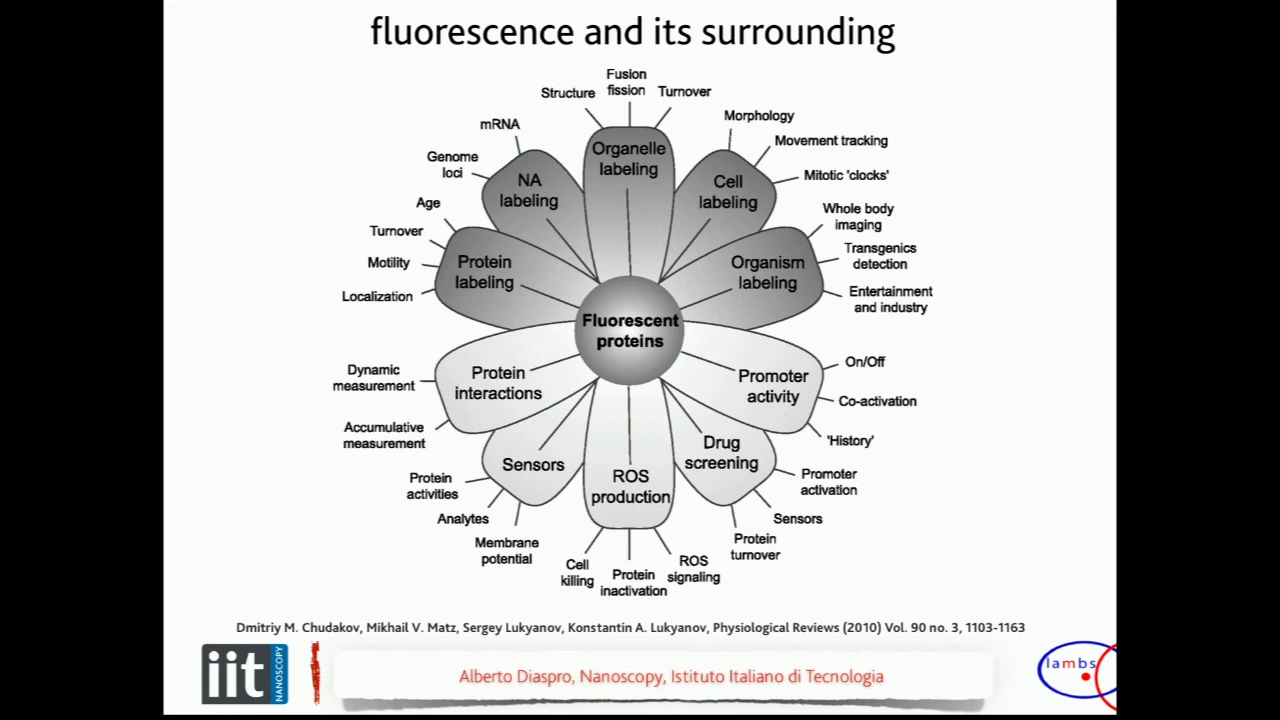 fluorescence and its surrounding
Fusion
fission
Structure
Turnover
mRNA
Morphology
Movement tracking
Genome
loci
Mitotic 'clocks'
Organelle
labeling
NA
labeling
Cell
labeling
Age
Turnover
Motility
Localization
Whole body
imaging
Transgenics
detection
Entertainment
and industry
Protein
labeling
Organism
labeling
Fluorescent
proteins
Protein
interactions
Promoter
activity
Dynamic
measurement
Accumulative
measurement
On/Off
Co-activation
'History'
Sensors
ROS
production
Drug
screening
Protein
activities
Analytes
Membrane
potential
Cell
killing
Protein
inactivation
ROS
signaling
Protein
turnover
Sensors
Promoter
activation
Dmitriy M. Chudakov, Mikhail V. Matz, Sergey Lukyanov, Konstantin A. Lukyanov, Physiological Reviews (2010) Vol. 90 no. 3, 1103-1163
iit
NANOSCOPY
Alberto Diaspro, Nanoscopy, Istituto Italiano di Tecnologia
lambs